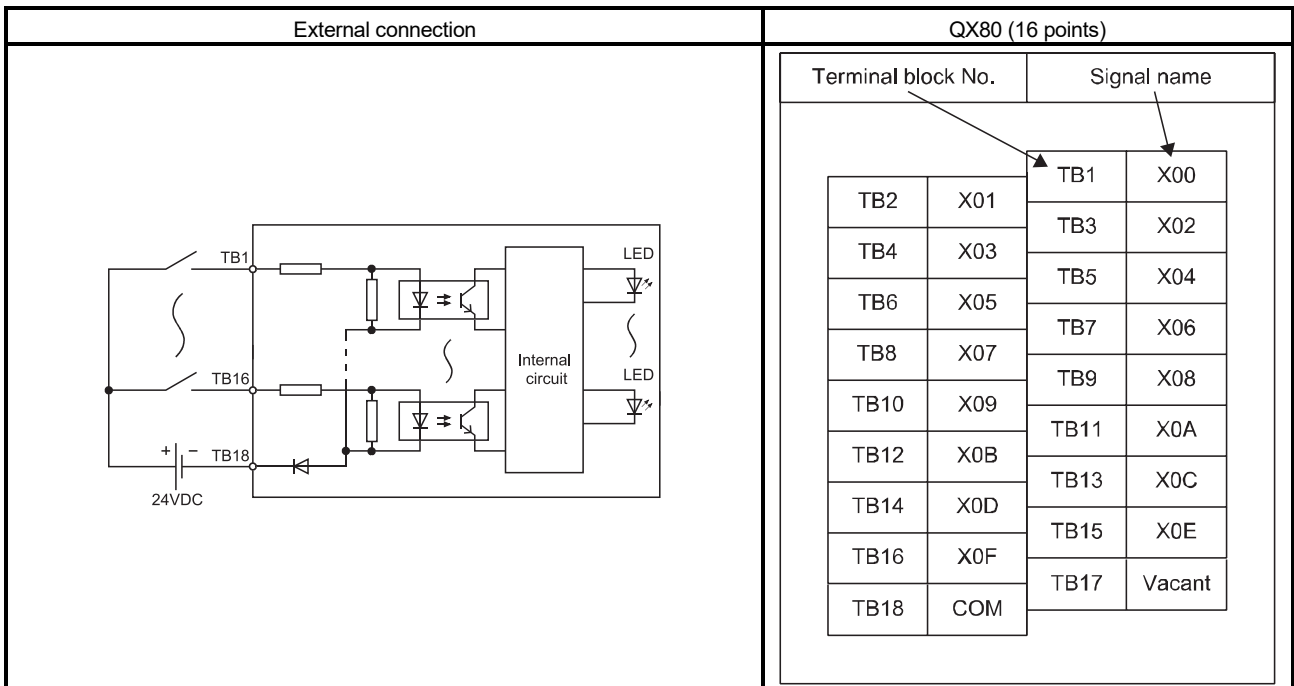 External connection
QX80 (16 points)
TB1
TB16
TB18
+ −
24VDC
Internal
circuit
LED
LED
Terminal block No.
Signal name
TB1 X00
TB2 X01
TB3 X02
TB4 X03
TB5 X04
TB6 X05
TB7 X06
TB8 X07
TB9 X08
TB10 X09
TB11 X0A
TB12 X0B
TB13 X0C
TB14 X0D
TB15 X0E
TB16 X0F
TB17 Vacant
TB18 COM